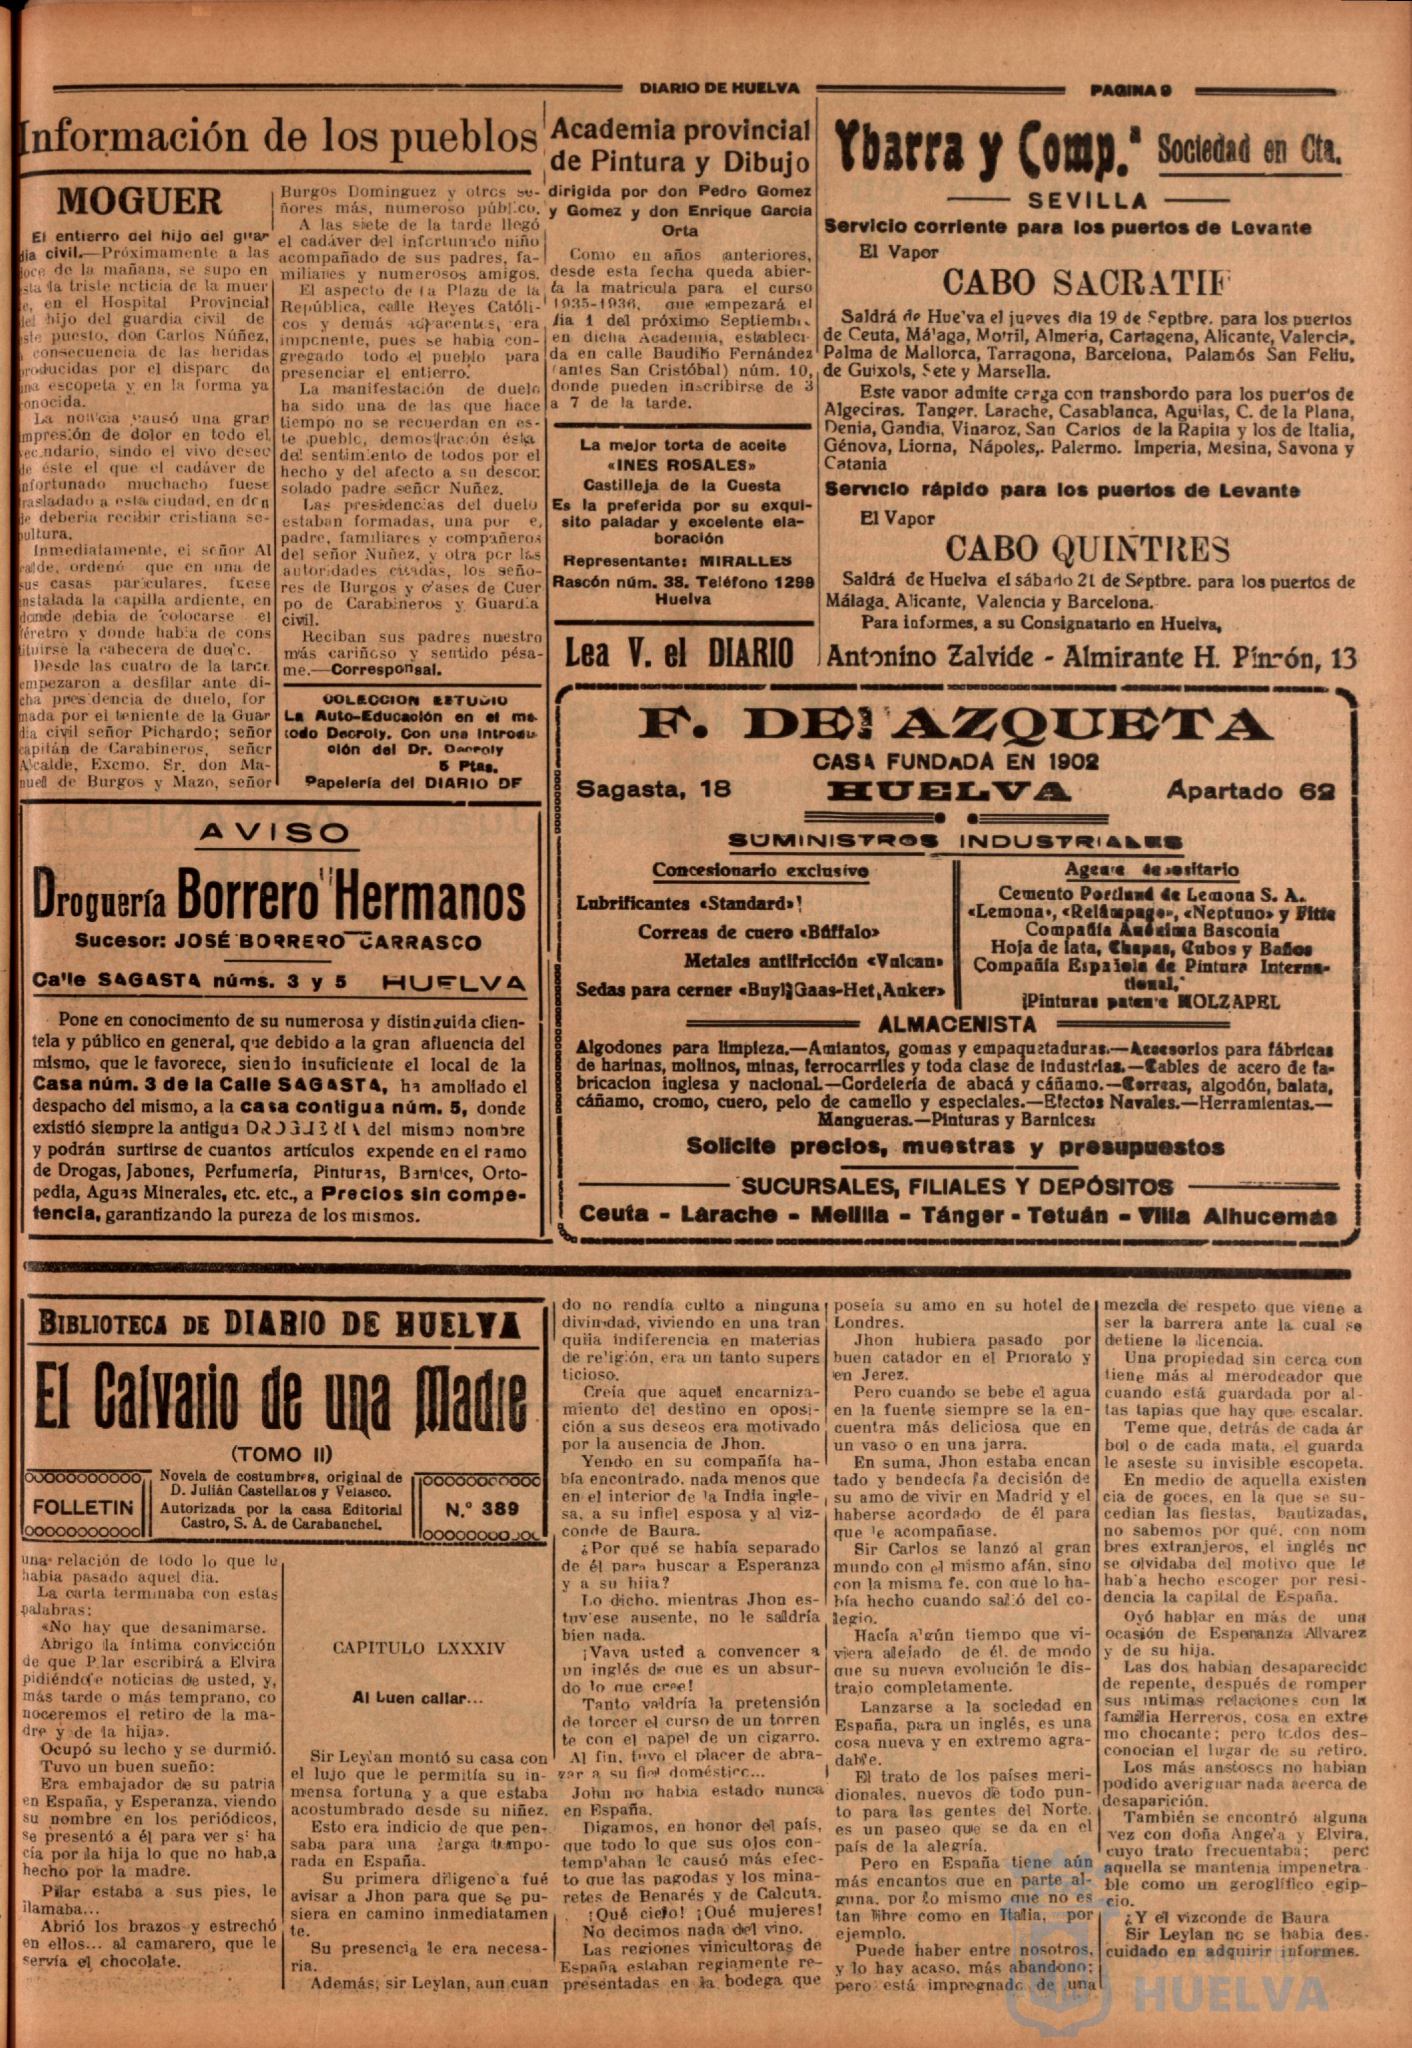 DIARIO DE HUELVA
PAGINA 9
Información de los pueblos
MOGUER
El entierro del hijo del guar
dia civil.—Próximamente a las
doce de la mañana, se supo en
esta la triste noticia de la muer
te, en el Hospital Provincial
del hijo del guardia civil de
este puesto, don Carlos Núñez,
a consecuencia de las heridas
producidas por el disparo de
una escopeta y en la forma ya
conocida.
La noticia causó una gran
impresión de dolor en todo el
vecindario, sindo el vivo deseo
de éste el que el cadáver de
infortunado muchacho fuese
trasladado a esta ciudad, en don
de debería recibir cristiana se-
pultura.
Inmediatamente, el señor Al
calde, ordenó que en una de
sus casas pariculares, fuese
instalada la capilla ardiente, en
donde debia de colocarse el
féretro y donde había de cons
tituirse la cabecera de duelo.
Desde las cuatro de la tarde
empezaron a desfilar ante di-
cha presidencia de duelo, for
mada por el teniente de la Guar
dia civil señor Pichardo; señor
capitán de Carabineros, señor
Alcalde, Excmo. Sr. don Ma-
nuel de Burgos y Mazo, señor
Burgos Dominguez y otros se-
ñores más, numeroso público.
A las siete de la tarde llegó
el cadáver del infortunado niño
acompañado de sus padres, fa-
miliares y numerosos amigos.
El aspecto de la Plaza de la
República, calle Reyes Católi-
cos y demás adyacentes, era
imponente, pues se había con-
gregado todo el pueblo para
presenciar el entierro.
La manifestación de duelo
ha sido una de las que hace
tiempo no se recuerdan en es-
te pueblo, demostración ésta
del sentimiento de todos por el
hecho y del afecto a su descon
solado padre señor Nuñez.
Las presidencias del duelo
estaban formadas, una por e,
padre, familiares y compañeros
del señor Nuñez, y otra por las
autoridades citadas, los seño-
res de Burgos y clases de Cuer
po de Carabineros y Guardia
civil.
Reciban sus padres nuestro
más cariñoso y sentido pésa-
me.—Corresponsal.
COLECCION ESTUDIO
La Auto-Educación en el me-
todo Decroly. Con una introdu-
ción del Dr. Decroly
5 Ptas.
Papelería del DIARIO DE
Academia provincial
de Pintura y Dibujo
dirigida por don Pedro Gomez
y Gomez y don Enrique Garcia
Orta
Como en años anteriores,
desde esta fecha queda abier-
ta la matricula para el curso
1935-1936, que empezará el
dia 1 del próximo Septiembre
en dicha Academia, estableci-
da en calle Baudilio Fernández
(antes San Cristóbal) núm. 10,
donde pueden inscribirse de 3
a 7 de la tarde.
La mejor torta de aceite
«INES ROSALES»
Castilleja de la Cuesta
Es la preferida por su exqui-
sito paladar y excelente ela-
boración
Representante: MIRALLES
Rascón núm. 38. Teléfono 1299
Huelva
Lea V. el DIARIO
Ybarra y Comp.ª Sociedad en Cta.
SEVILLA
Servicio corriente para los puertos de Levante
El Vapor
CABO SACRATIF
Saldrá de Hue'va el jueves dia 19 de Septbre. para los puertos
de Ceuta, Málaga, Motril, Almeria, Cartagena, Alicante, Valencia,
Palma de Mallorca, Tarragona, Barcelona, Palamós San Feliu,
de Guixols, Sete y Marsella.
Este vapor admite carga con transbordo para los puertos de
Algeciras. Tanger. Larache, Casablanca, Aguilas, C. de la Plana,
Denia, Gandia, Vinaroz, San Carlos de la Rapita y los de Italia,
Génova, Liorna, Nápoles,. Palermo. Imperia, Mesina, Savona y
Catania
Servicio rápido para los puertos de Levante
El Vapor
CABO QUINTRES
Saldrá de Huelva el sábado 21 de Septbre. para los puertos de
Málaga, Alicante, Valencia y Barcelona.
Para informes, a su Consignatario en Huelva,
Antonino Zalvide - Almirante H. Pinzón, 13
F. DE AZQUETA
CASA FUNDADA EN 1902
Sagasta, 18 HUELVA Apartado 62
SUMINISTROS INDUSTRIALES
Concesionario exclusivo
Lubrificantes «Standard»
Correas de cuero «Búffalo»
Metales antifricción «Vulcan»
Sedas para cerner «Buyl Gaas-Het, Anker»
Agente depositario
Cemento Portland de Lemona S. A.
«Lemona», «Relámpago», «Neptuno» y Fitte
Compañía Anónima Basconia
Hoja de lata, Chapas, Cubos y Baños
Compañía Española de Pintura Interna-
tional,
Pinturas patente HOLZAPEL
ALMACENISTA
Algodones para limpieza.—Amiantos, gomas y empaquetaduras.—Accesorios para fábricas
de harinas, molinos, minas, ferrocarriles y toda clase de industrias.—Cables de acero de fa-
bricacion inglesa y nacional.—Cordelería de abacá y cáñamo.—Correas, algodón, balata,
cáñamo, cromo, cuero, pelo de camello y especiales.—Efectos Navales.—Herramientas.—
Mangueras.—Pinturas y Barnices.
Solicite precios, muestras y presupuestos
SUCURSALES, FILIALES Y DEPÓSITOS
Ceuta - Larache - Melilla - Tánger - Tetuán - Villa Alhucemas
AVISO
Droguería Borrero Hermanos
Sucesor: JOSÉ BORRERO CARRASCO
Calle SAGASTA núms. 3 y 5 HUELVA
Pone en conocimento de su numerosa y distinguida clien-
tela y público en general, que debido a la gran afluencia del
mismo, que le favorece, siendo insuficiente el local de la
Casa núm. 3 de la Calle SAGASTA, ha ampliado el
despacho del mismo, a la casa contigua núm. 5, donde
existió siempre la antigua DROGUERIA del mismo nombre
y podrán surtirse de cuantos artículos expende en el ramo
de Drogas, Jabones, Perfumería, Pinturas, Barnices, Orto-
pedia, Aguas Minerales, etc. etc., a Precios sin compe-
tencia, garantizando la pureza de los mismos.
BIBLIOTECA DE DIARIO DE HUELVA
El Calvario de una Madre
(TOMO II)
FOLLETIN
Novela de costumbres, original de
D. Julián Castellanos y Velasco.
Autorizada por la casa Editorial
Castro, S. A. de Carabanchel.
N.º 389
una relación de todo lo que le
habia pasado aquel dia.
La carta terminaba con estas
palabras:
«No hay que desanimarse.
Abrigo la íntima convicción
de que Pilar escribirá a Elvira
pidiéndole noticias de usted, y,
más tarde o más temprano, co
noceremos el retiro de la ma-
dre y de la hija».
Ocupó su lecho y se durmió.
Tuvo un buen sueño:
Era embajador de su patria
en España, y Esperanza, viendo
su nombre en los periódicos,
se presentó a él para ver si ha
cía por la hija lo que no había
hecho por la madre.
Pilar estaba a sus pies, le
llamaba...
Abrió los brazos y estrechó
en ellos... al camarero, que le
servía el chocolate.
CAPITULO LXXXIV
Al buen callar...
Sir Leylan montó su casa con
el lujo que le permitía su in-
mensa fortuna y a que estaba
acostumbrado desde su niñez.
Esto era indicio de que pen-
saba para una larga tempo-
rada en España.
Su primera diligencia fué
avisar a Jhon para que se pu-
siera en camino inmediatamen
te.
Su presencia le era necesa-
ria.
Además, sir Leylan, aun cuan
do no rendía culto a ninguna
divinidad, viviendo en una tran
quila indiferencia en materias
de religión, era un tanto supers
ticioso.
Creía que aquel encarniza-
miento del destino en oposi-
ción a sus deseos era motivado
por la ausencia de Jhon.
Yendo en su compañía ha-
bía encontrado, nada menos que
en el interior de la India ingle-
sa, a su infiel esposa y al viz-
conde de Baura.
¿Por qué se había separado
de él para buscar a Esperanza
y a su hija?
Lo dicho, mientras Jhon es-
tuviese ausente, no le saldría
bien nada.
¡Vava usted a convencer a
un inglés de que es un absur-
do lo que cree!
Tanto valdría la pretensión
de torcer el curso de un torren
te con el papel de un cigarro.
Al fin, tuvo el placer de abra-
zar a su fiel doméstico...
John no había estado nunca
en España.
Digamos, en honor del país,
que todo lo que sus ojos con-
templaban le causó más efec-
to que las pagodas y los mina-
retes de Benarés y de Calcuta.
¡Qué cielo! ¡Qué mujeres!
No decimos nada del vino.
Las regiones vinicultoras de
España estaban regiamente re-
presentadas en la bodega que
poseía su amo en su hotel de
Londres.
Jhon hubiera pasado por
buen catador en el Priorato y
en Jerez.
Pero cuando se bebe el agua
en la fuente siempre se la en-
cuentra más deliciosa que en
un vaso o en una jarra.
En suma, Jhon estaba encan
tado y bendecía la decisión de
su amo de vivir en Madrid y el
haberse acordado de él para
que le acompañase.
Sir Carlos se lanzó al gran
mundo con el mismo afán, sino
con la misma fe, con que lo ha-
bía hecho cuando salió del co-
legio.
Hacía algún tiempo que vi-
viera alejado de él, de modo
que su nueva evolución le dis-
trajo completamente.
Lanzarse a la sociedad en
España, para un inglés, es una
cosa nueva y en extremo agra-
dable.
El trato de los países meri-
dionales, nuevos de todo pun-
to para las gentes del Norte,
es un paseo que se da en el
país de la alegría.
Pero en España tiene aún
más encantos que en parte al-
guna, por lo mismo que no es
tan libre como en Italia, por
ejemplo.
Puede haber entre nosotros,
y lo hay acaso, más abandono;
pero está impregnado de una
mezcla de respeto que viene a
ser la barrera ante la cual se
detiene la licencia.
Una propiedad sin cerca con
tiene más al merodeador que
cuando está guardada por al-
tas tapias que hay que escalar.
Teme que, detrás de cada ár
bol o de cada mata, el guarda
le aseste su invisible escopeta.
En medio de aquella existen
cia de goces, en la que se su-
cedian las fiestas, bautizadas,
no sabemos por qué, con nom
bres extranjeros, el inglés no
se olvidaba del motivo que le
había hecho escoger por resi-
dencia la capital de España.
Oyó hablar en más de una
ocasión de Esperanza Alvarez
y de su hija.
Las dos habian desaparecide
de repente, después de romper
sus intimas relaciones con la
familia Herreros, cosa en extre
mo chocante; pero todos des-
conocian el lugar de su retiro.
Los más anstosos no habian
podido averiguar nada acerca de
desaparición.
También se encontró alguna
vez con doña Angela y Elvira,
cuyo trato frecuentaba; pero
aquella se mantenia impenetra
ble como un geroglífico egip-
cio.
¿Y el vizconde de Baura
Sir Leylan no se habia des-
cuidado en adquirir informes.
HUELVA